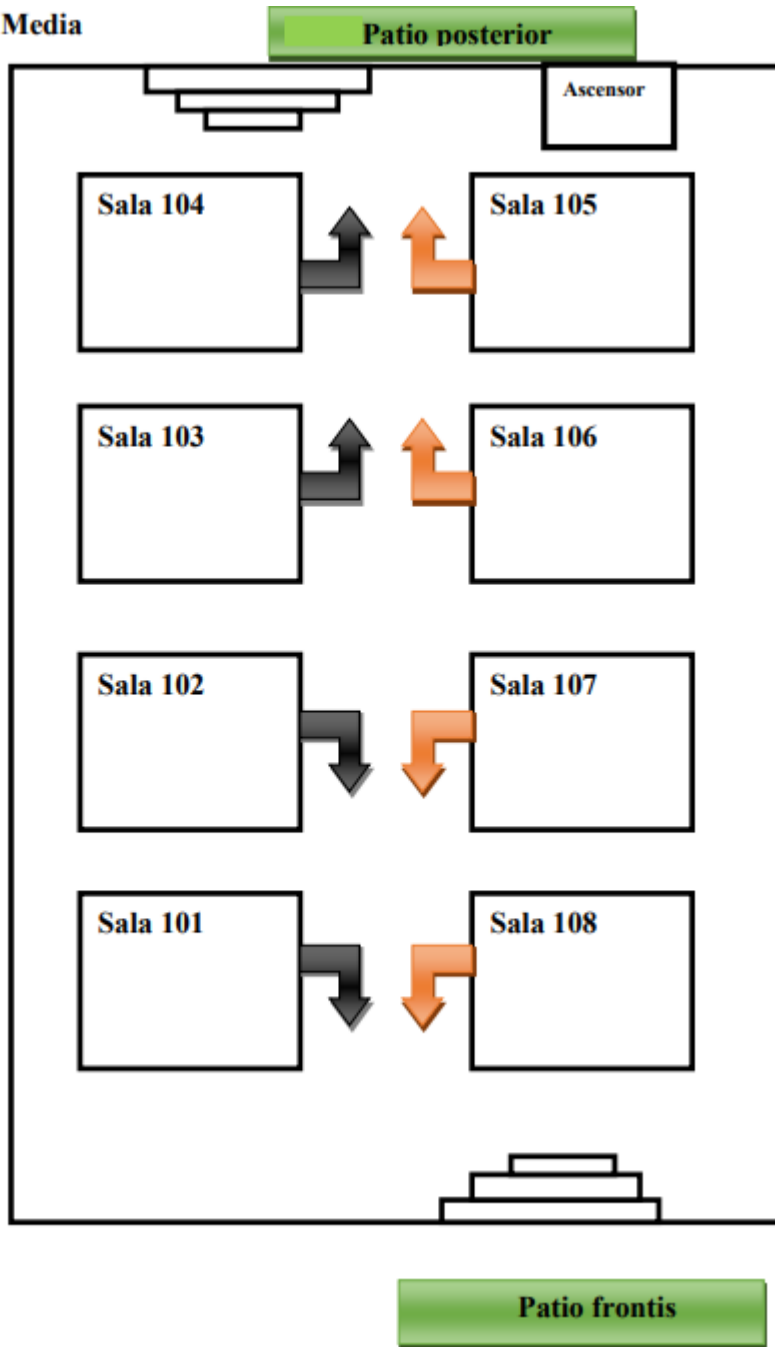 Media
Patio posterior
Ascensor
Sala 104
Sala 105
Sala 103
Sala 106
Sala 102
Sala 107
Sala 101
Sala 108
Patio frontis